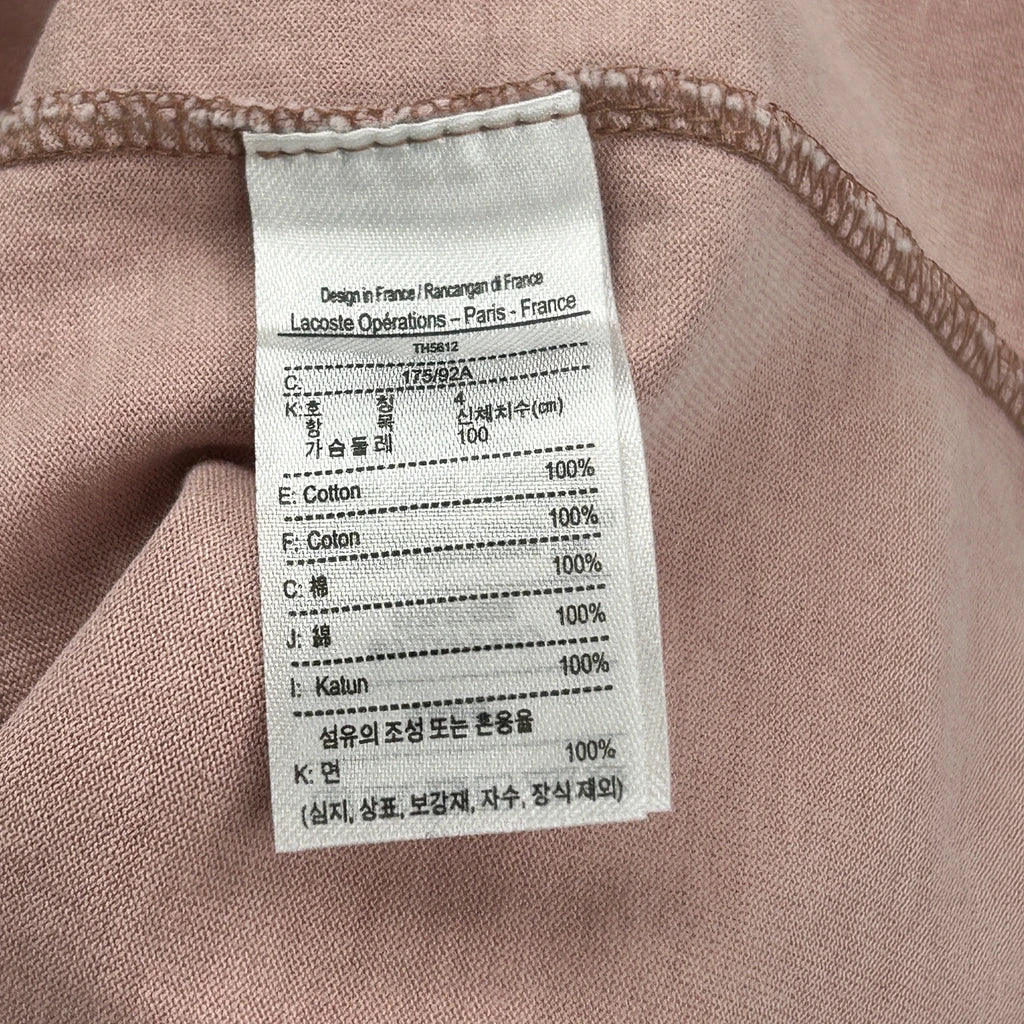 Design in France / Rancangan di France
Lacoste Opérations – Paris - France
TH5612
C: 175/92A
K: 호 칭 4
항 목 신체치수(cm)
가슴둘레 100
E: Cotton 100%
F: Coton 100%
C: 棉 100%
J: 綿 100%
I: Katun 100%
섬유의 조성 또는 혼용율
K: 면 100%
(심지, 상표, 보강재, 자수, 장식 제외)